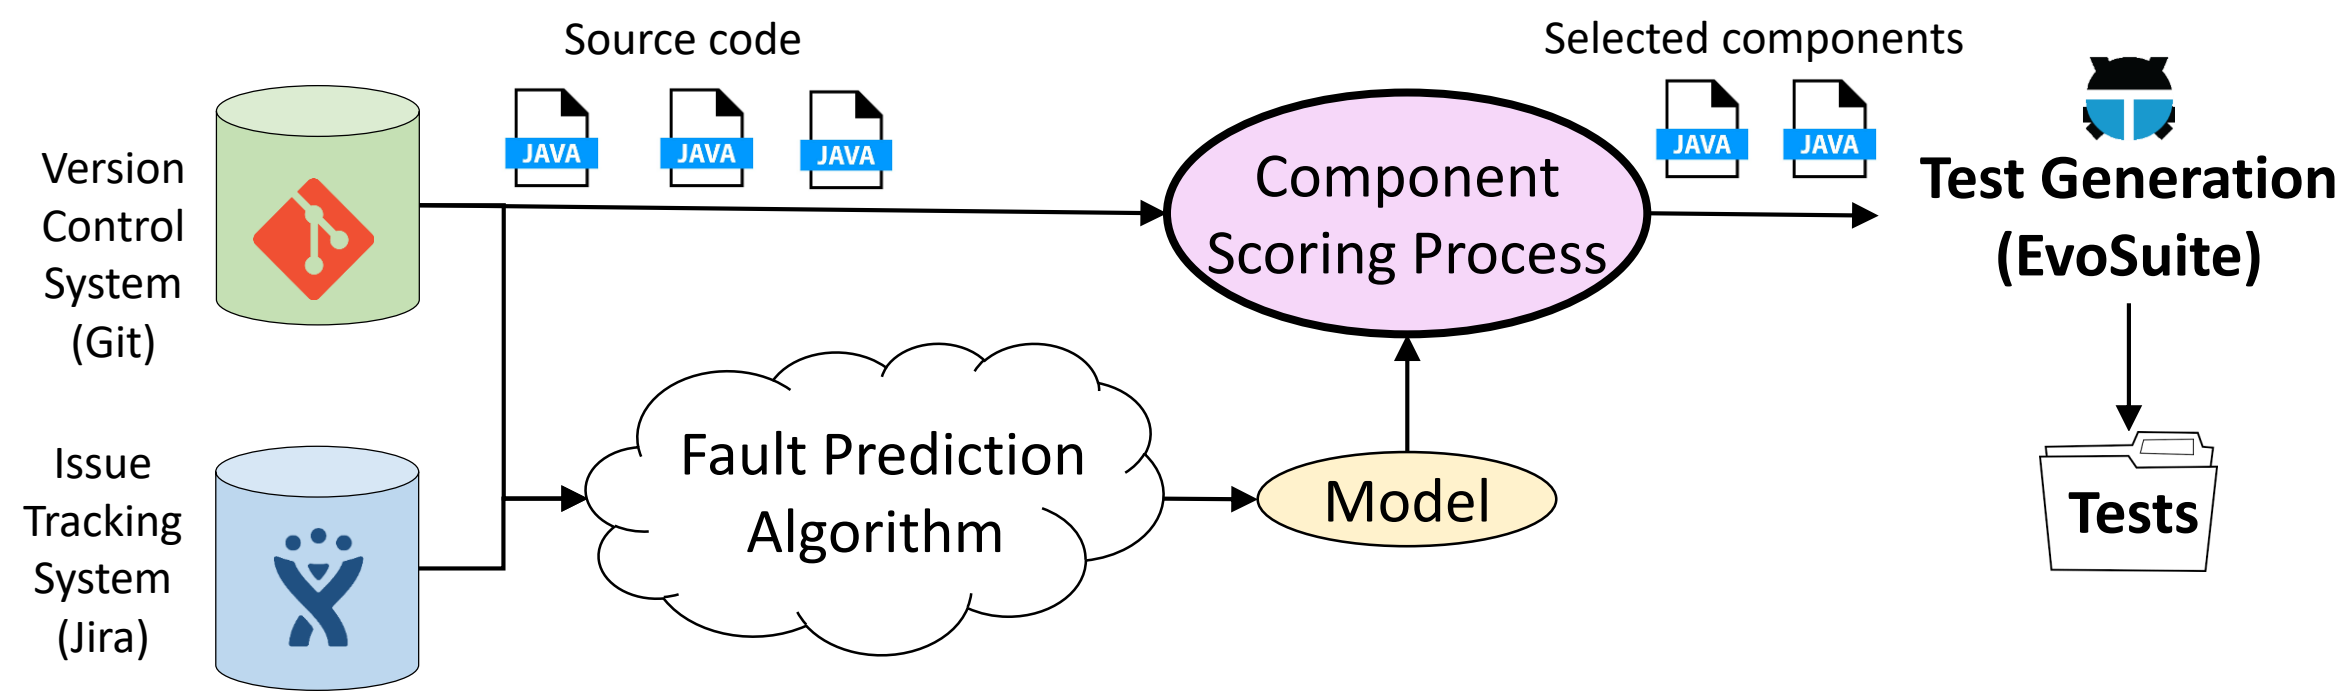 Source code
JAVA
JAVA
JAVA
Version
Control
System
(Git)
Component
Scoring Process
Selected components
JAVA
JAVA
Test Generation
(EvoSuite)
Issue
Tracking
System
(Jira)
Fault Prediction
Algorithm
Model
Tests